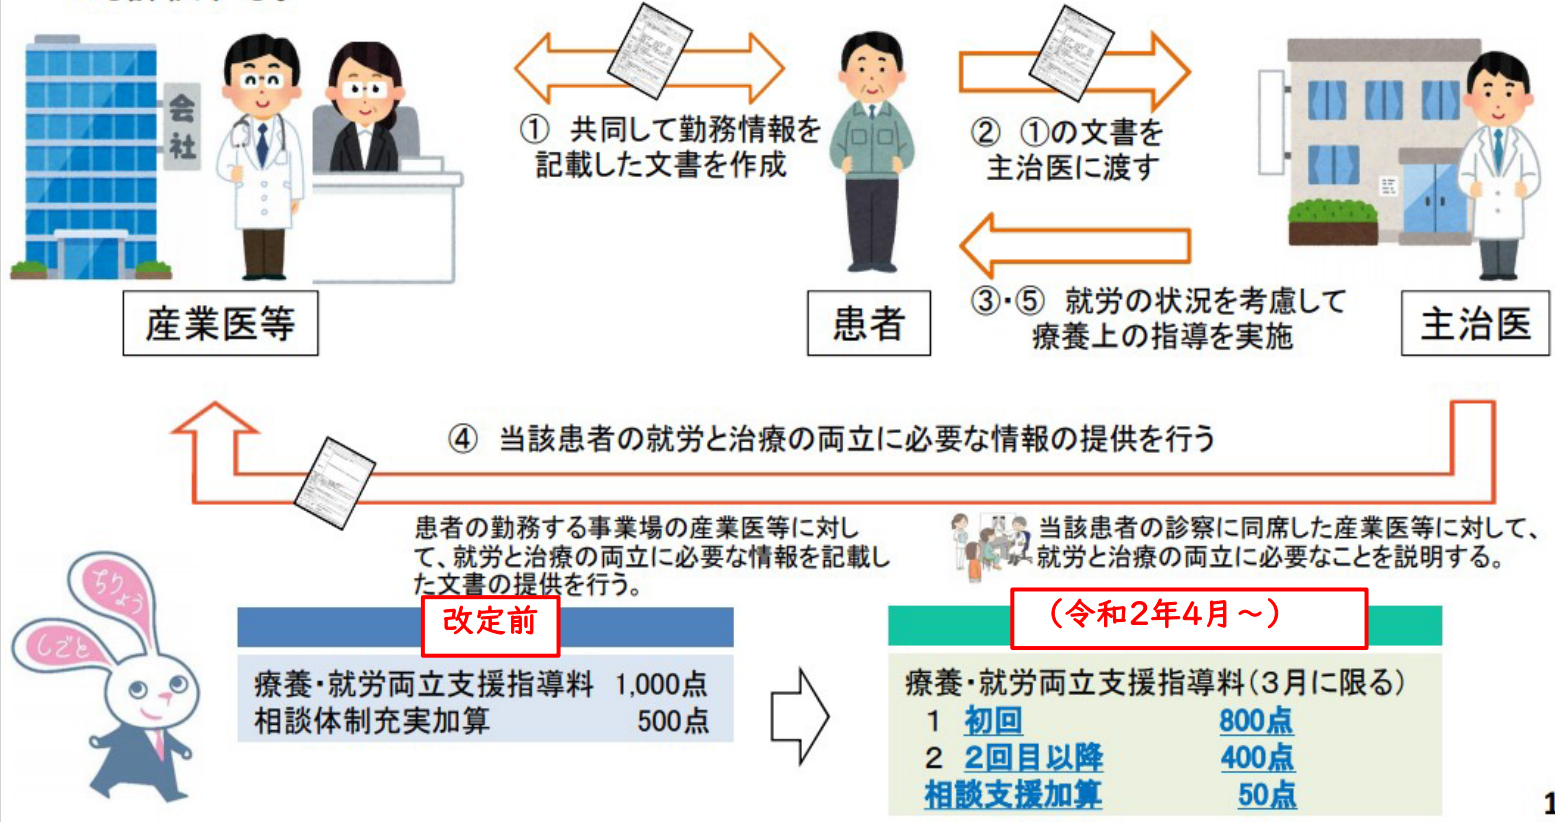 会
社
① 共同して勤務情報を
記載した文書を作成
② ①の文書を
主治医に渡す
③・⑤ 就労の状況を考慮して
療養上の指導を実施
産業医等
患者
主治医
④ 当該患者の就労と治療の両立に必要な情報の提供を行う
患者の勤務する事業場の産業医等に対し
て、就労と治療の両立に必要な情報を記載し
た文書の提供を行う。
当該患者の診察に同席した産業医等に対して、
就労と治療の両立に必要なことを説明する。
ちりょう
しごと
改定前
療養・就労両立支援指導料 1,000点
相談体制充実加算 500点
（令和2年4月～）
療養・就労両立支援指導料（３月に限る）
1 初回 800点
2 2回目以降 400点
相談支援加算 50点
1